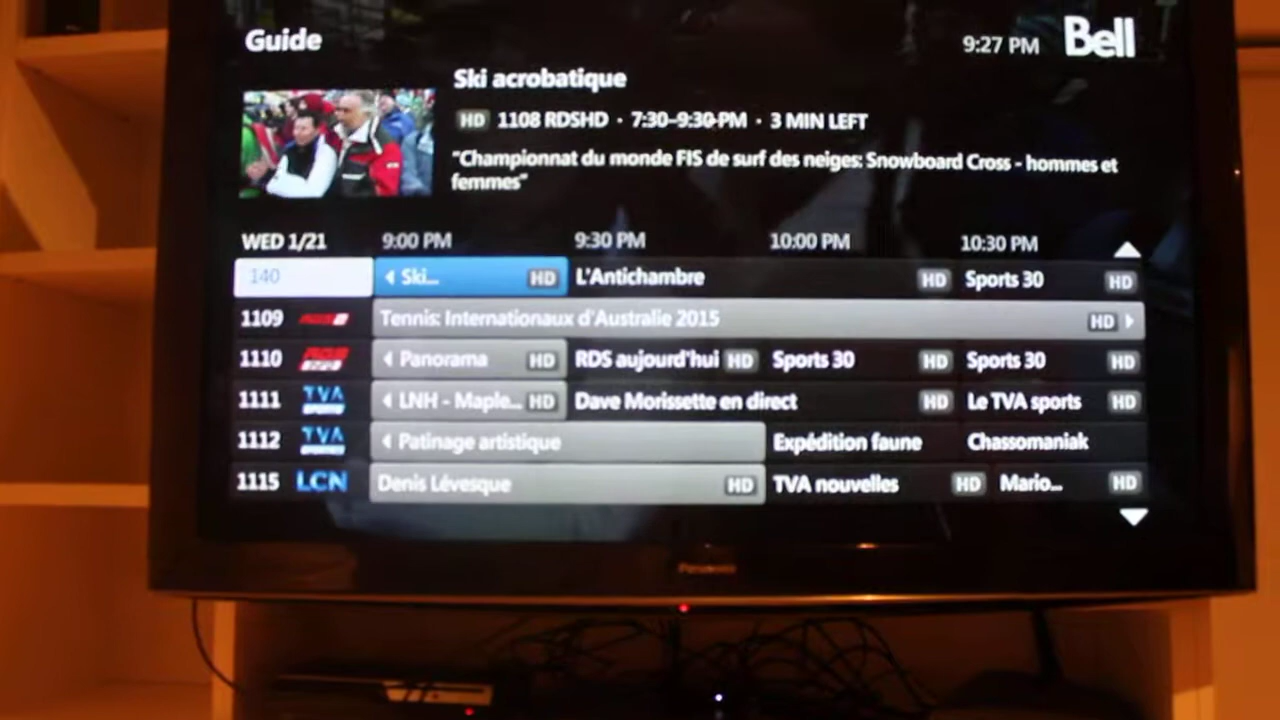 Guide
9:27 PM Bell
Ski acrobatique
HD 1108 RDSHD · 7:30-9:30 PM · 3 MIN LEFT
"Championnat du monde FIS de surf des neiges: Snowboard Cross - hommes et
femmes"
WED 1/21 9:00 PM 9:30 PM 10:00 PM 10:30 PM
140 Ski... HD L'Antichambre HD Sports 30 HD
1109 Tennis: Internationaux d'Australie 2015 HD
1110 Panorama HD RDS aujourd'hui HD Sports 30 HD Sports 30 HD
1111 TVA SPORTS LNH - Maple... HD Dave Morissette en direct HD Le TVA sports HD
1112 TVA SPORTS Patinage artistique Expédition faune Chassomaniak
1115 LCN Denis Lévesque HD TVA nouvelles HD Mario... HD
Panasonic